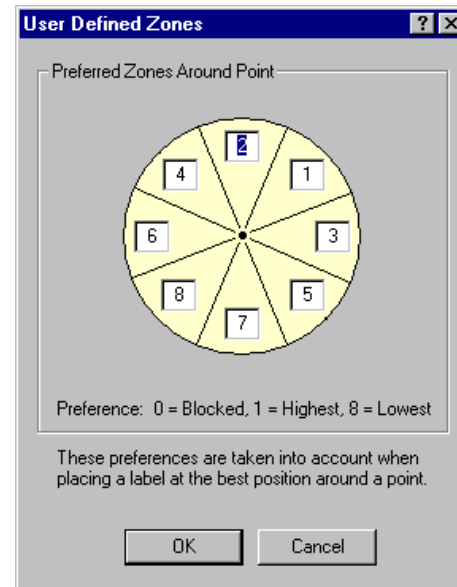 User Defined Zones ? X
Preferred Zones Around Point
2
4 1
6 3
8 5
7
Preference: 0 = Blocked, 1 = Highest, 8 = Lowest
These preferences are taken into account when
placing a label at the best position around a point.
OK Cancel